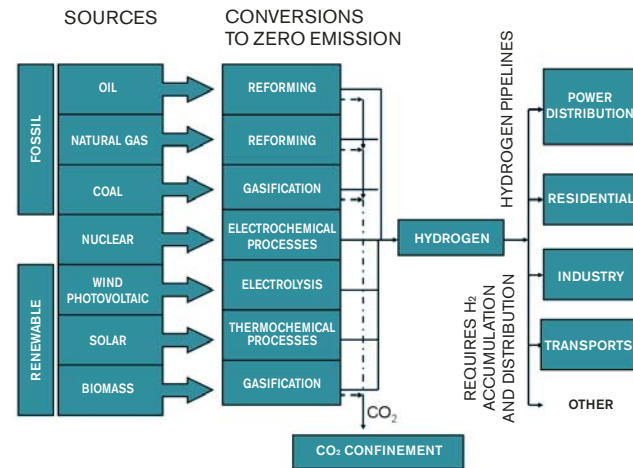 SOURCES
CONVERSIONS
TO ZERO EMISSION
FOSSIL
RENEWABLE
OIL
NATURAL GAS
COAL
NUCLEAR
WIND
PHOTOVOLTAIC
SOLAR
BIOMASS
REFORMING
REFORMING
GASIFICATION
ELECTROCHEMICAL
PROCESSES
ELECTROLYSIS
THERMOCHEMICAL
PROCESSES
GASIFICATION
CO₂
CO₂ CONFINEMENT
HYDROGEN
HYDROGEN PIPELINES
REQUIRES H₂
ACCUMULATION
AND DISTRIBUTION
POWER
DISTRIBUTION
RESIDENTIAL
INDUSTRY
TRANSPORTS
OTHER